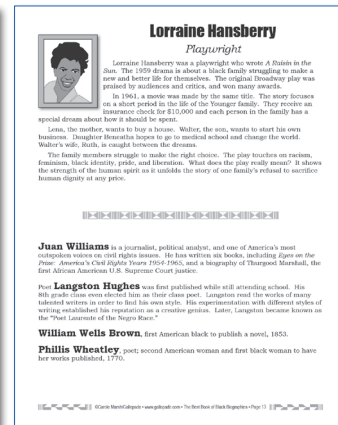 Lorraine Hansberry
Playwright
Lorraine Hansberry was a playwright who wrote A Raisin in the
Sun. The 1959 drama is about a black family struggling to make a
new and better life for themselves. The original Broadway play was
praised by audiences and critics, and won many awards.
In 1961, a movie was made by the same title. The story focuses
on a short period in the life of the Younger family. They receive an
insurance check for $10,000 and each person in the family has a
special dream about how it should be spent.
Lena, the mother, wants to buy a house. Walter, the son, wants to start his own
business. Daughter Beneatha hopes to go to medical school and change the world.
Walter's wife, Ruth, is caught between the dreams.
The family members struggle to make the right choice. The play touches on racism,
feminism, black identity, pride, and liberation. What does the play really mean? It shows
the strength of the human spirit as it unfolds the story of one family's refusal to sacrifice
human dignity at any price.
Juan Williams is a journalist, political analyst, and one of America's most
outspoken voices on civil rights issues. He has written six books, including Eyes on the
Prize: America's Civil Rights Years 1954-1965, and a biography of Thurgood Marshall, the
first African American U.S. Supreme Court justice.
Poet Langston Hughes was first published while still attending school. His
8th grade class even elected him as their class poet. Langston read the works of many
talented writers in order to find his own style. His experimentation with different styles of
writing established his reputation as a creative genius. Later, Langston became known as
the "Poet Laureate of the Negro Race."
William Wells Brown, first American black to publish a novel, 1853.
Phillis Wheatley, poet; second American woman and first black woman to have
her works published, 1770.
©Carole Marsh/Gallopade • www.gallopade.com • The Best Book of Black Biographies • Page 13